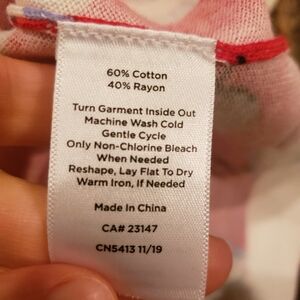 60% Cotton
40% Rayon
Turn Garment Inside Out
Machine Wash Cold
Gentle Cycle
Only Non-Chlorine Bleach
When Needed
Reshape, Lay Flat To Dry
Warm Iron, If Needed
Made In China
CA# 23147
CN5413 11/19